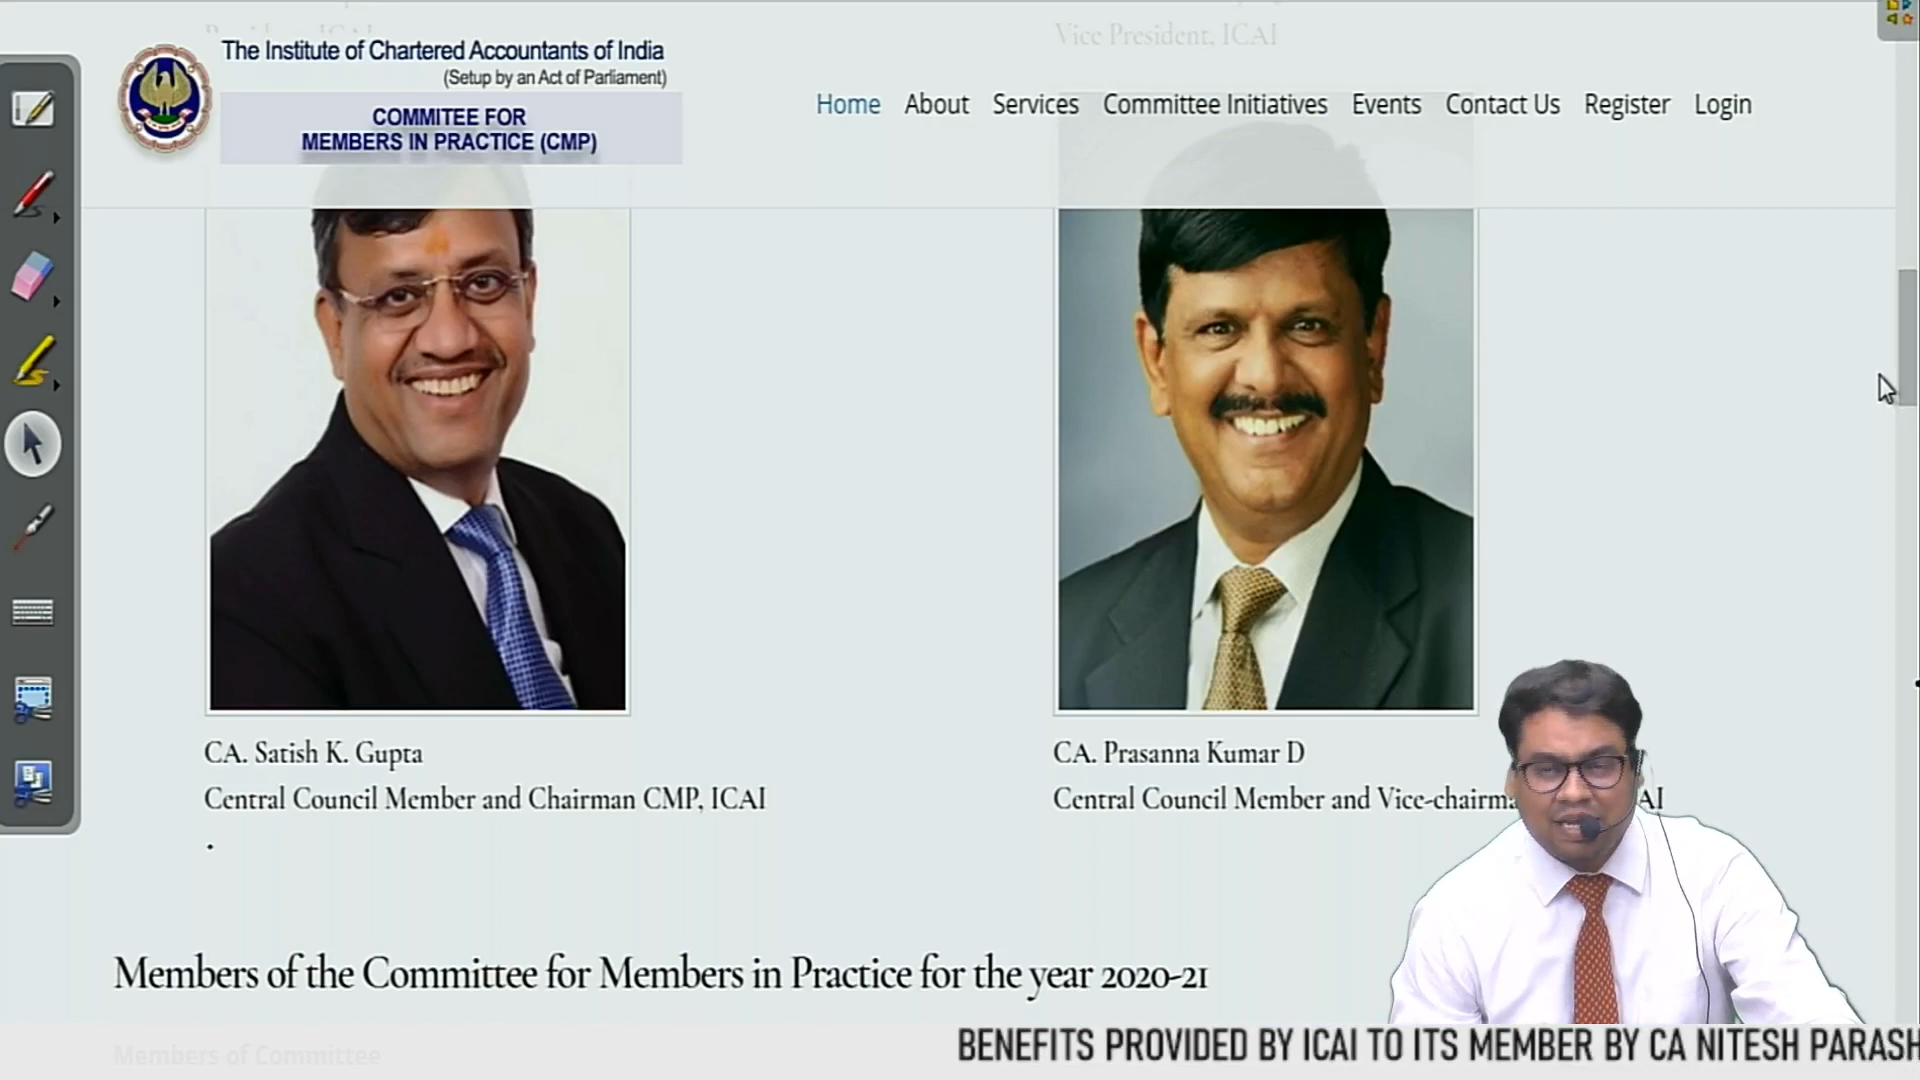 Vice President, ICAI
The Institute of Chartered Accountants of India
(Setup by an Act of Parliament)
COMMITEE FOR
MEMBERS IN PRACTICE (CMP)
Home About Services Committee Initiatives Events Contact Us Register Login
CA. Satish K. Gupta
Central Council Member and Chairman CMP, ICAI
.
CA. Prasanna Kumar D
Central Council Member and Vice-chairma AI
Members of the Committee for Members in Practice for the year 2020-21
Members of Committee
BENEFITS PROVIDED BY ICAI TO ITS MEMBER BY CA NITESH PARASH